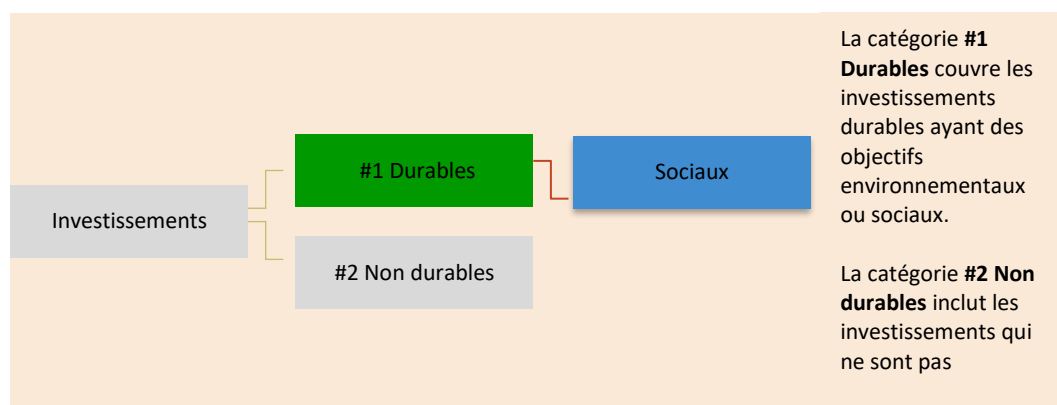 Investissements
#1 Durables
#2 Non durables
Sociaux
La catégorie #1
Durables couvre les
investissements
durables ayant des
objectifs
environnementaux
ou sociaux.
La catégorie #2 Non
durables inclut les
investissements qui
ne sont pas